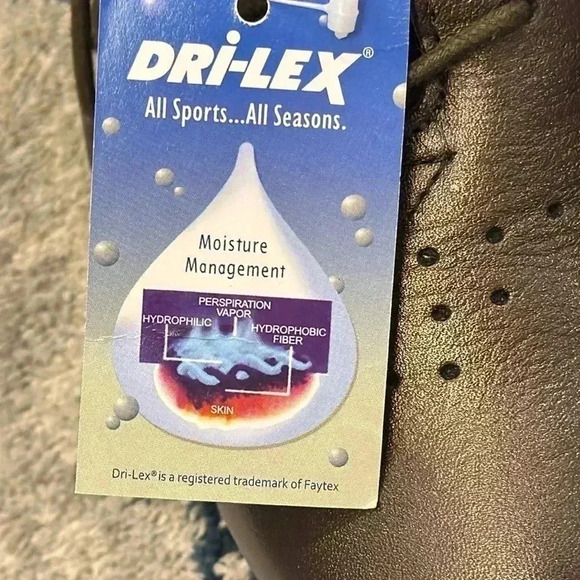 DRI-LEX®
All Sports...All Seasons.
Moisture
Management
PERSPIRATION
VAPOR
HYDROPHILIC
HYDROPHOBIC
FIBER
SKIN
Dri-Lex® is a registered trademark of Faytex